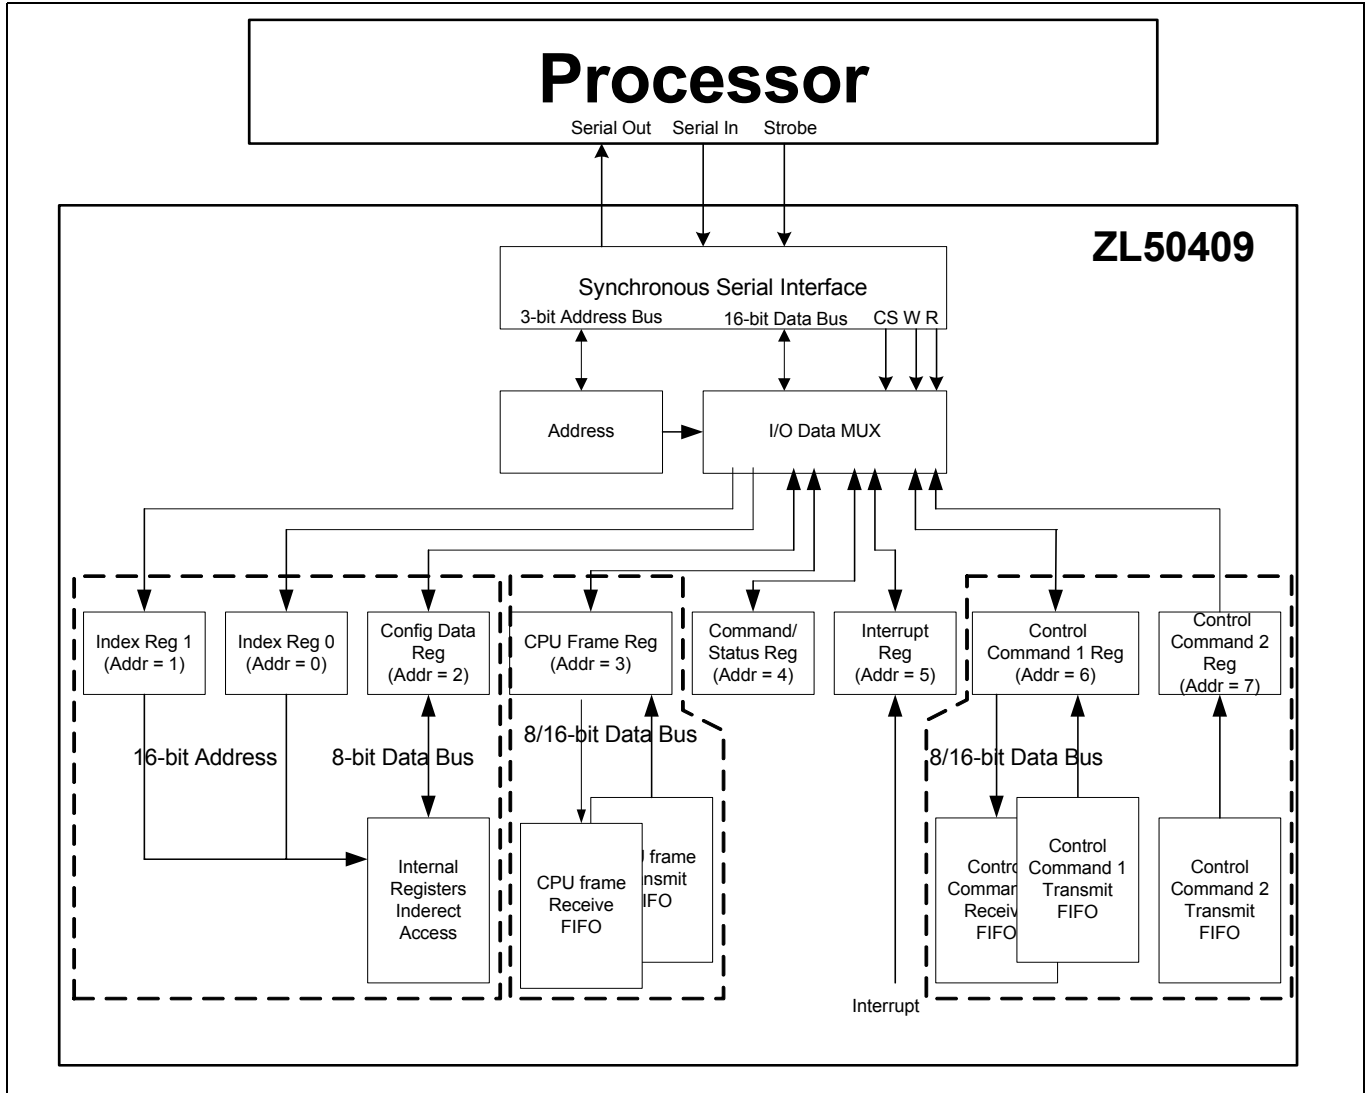 Processor
Serial Out Serial In Strobe
ZL50409
Synchronous Serial Interface
3-bit Address Bus 16-bit Data Bus CS W R
Address
I/O Data MUX
Index Reg 1
(Addr = 1)
Index Reg 0
(Addr = 0)
Config Data
Reg
(Addr = 2)
CPU Frame Reg
(Addr = 3)
Command/
Status Reg
(Addr = 4)
Interrupt
Reg
(Addr = 5)
Control
Command 1 Reg
(Addr = 6)
Control
Command 2
Reg
(Addr = 7)
16-bit Address
8-bit Data Bus
8/16-bit Data Bus
8/16-bit Data Bus
Internal
Registers
Inderect
Access
CPU frame
Receive
FIFO
frame
Control
Command 1
Transmit
FIFO
Control
Command 2
Transmit
FIFO
FIFO
Interrupt